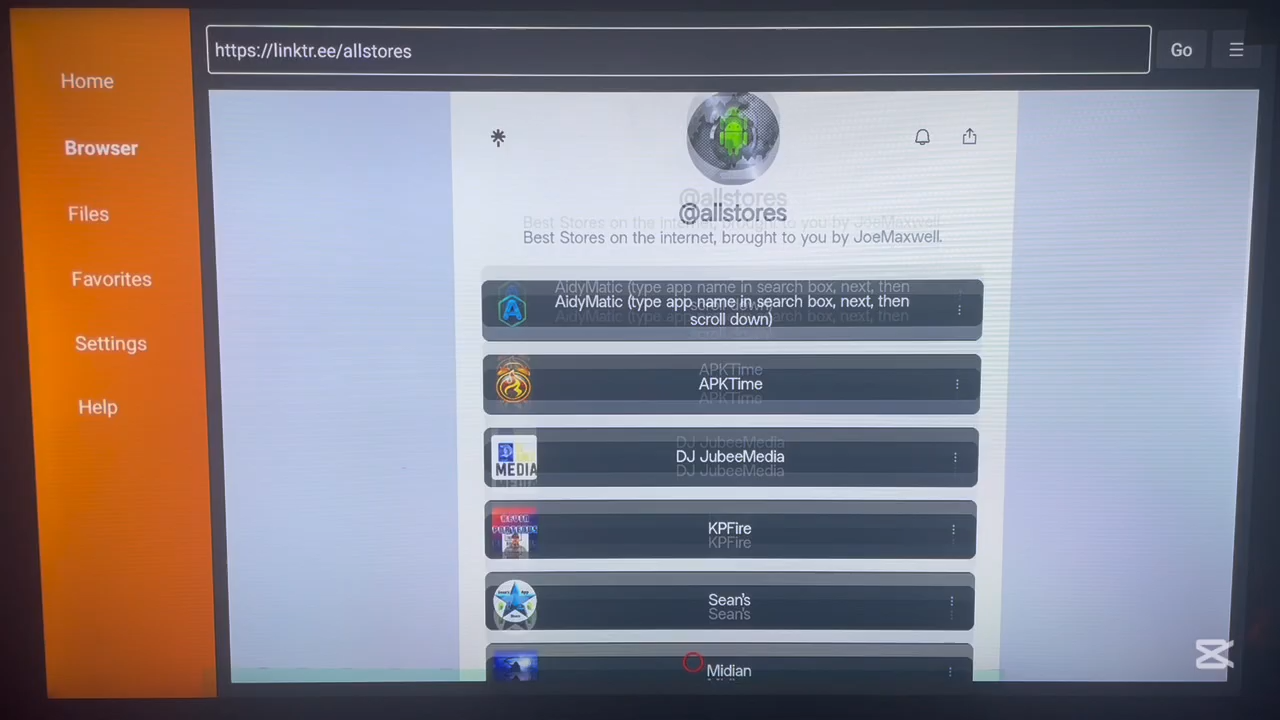 https://linktr.ee/allstores
Go
Home
Browser
Files
Favorites
Settings
Help
@allstores
Best Stores on the internet, brought to you by JoeMaxwell.
AidyMatic (type app name in search box, next, then
scroll down)
APKTime
DJ JubeeMedia
MEDIA
KPFire
Sean's
Midian